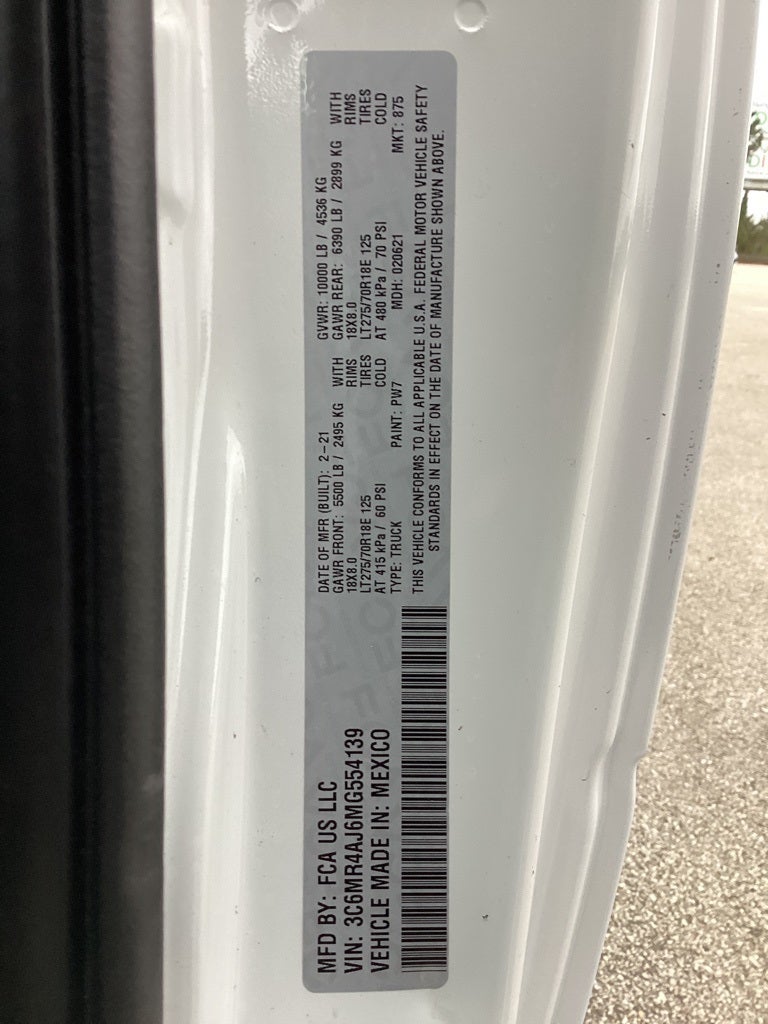 MFD BY: FCA US LLC
VIN: 3C6MR4AJ6MG554139
VEHICLE MADE IN: MEXICO
DATE OF MFR (BUILT): 2-21 GVWR: 10000 LB / 4536 KG
GAWR FRONT: 5500 LB / 2495 KG WITH GAWR REAR: 6390 LB / 2899 KG WITH
18X8.0 RIMS 18X8.0 RIMS
LT275/70R18E 125 TIRES LT275/70R18E 125 TIRES
AT 415 kPa / 60 PSI COLD AT 480 kPa / 70 PSI COLD
TYPE: TRUCK PAINT: PW7 MDH: 020621 MKT: 875
THIS VEHICLE CONFORMS TO ALL APPLICABLE U.S.A. FEDERAL MOTOR VEHICLE SAFETY
STANDARDS IN EFFECT ON THE DATE OF MANUFACTURE SHOWN ABOVE.